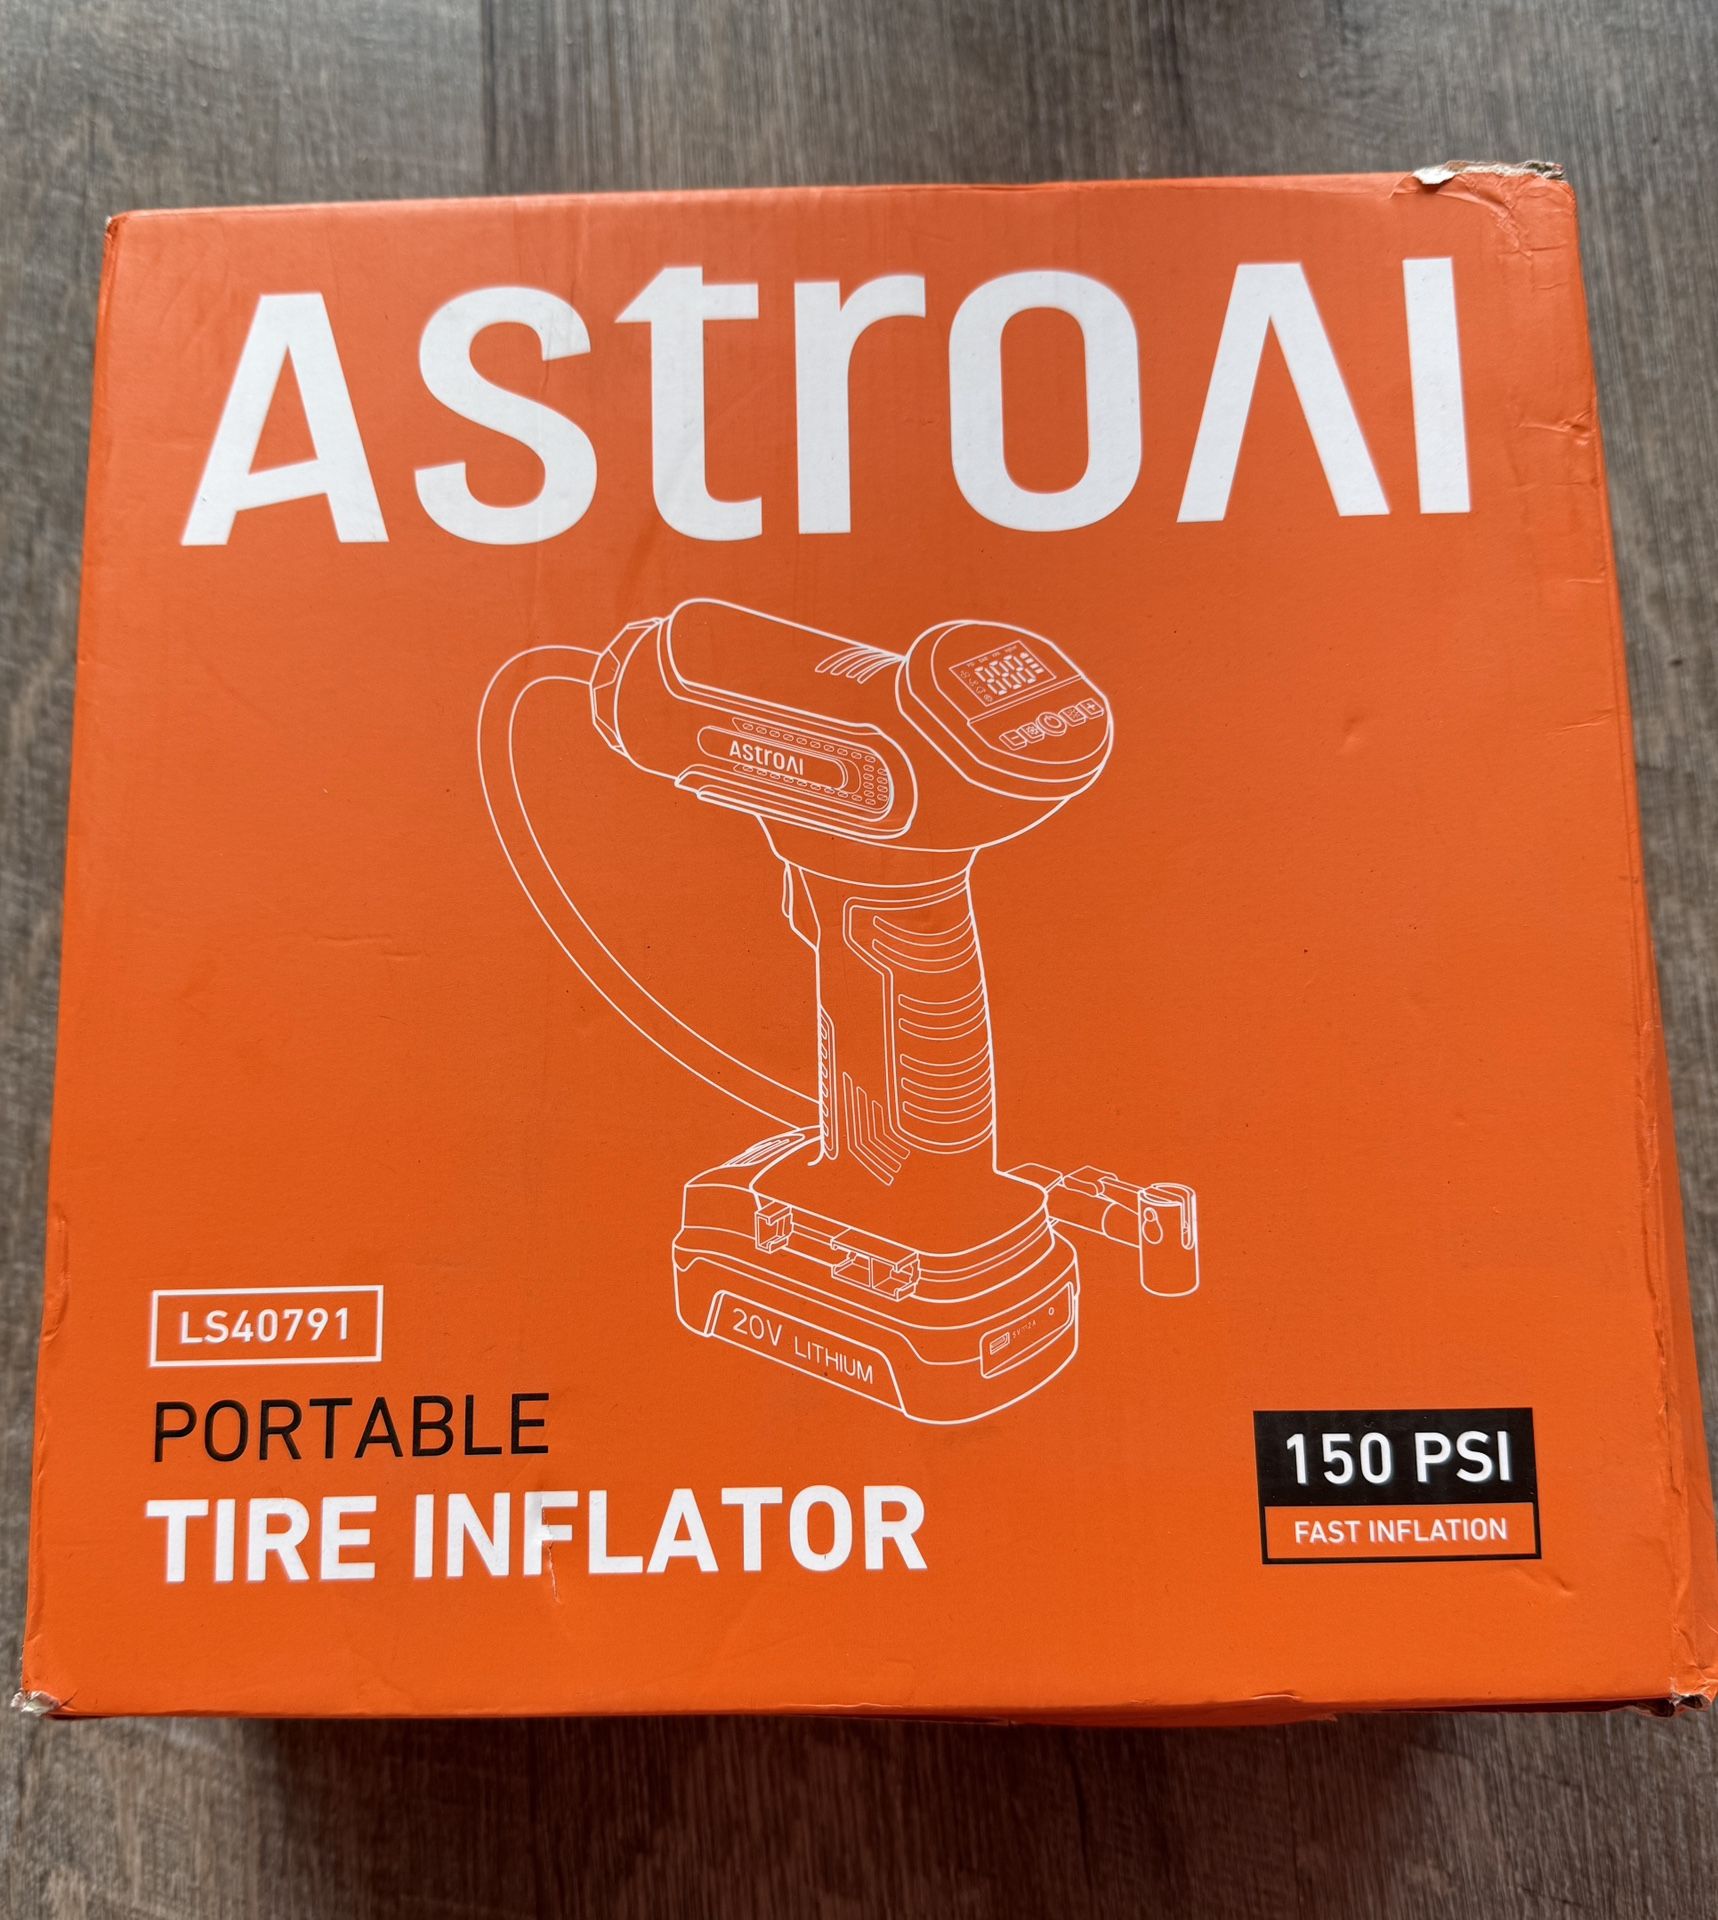 AstroAI
AstroAI
20V LITHIUM
LS40791
PORTABLE
TIRE INFLATOR
150 PSI
FAST INFLATION